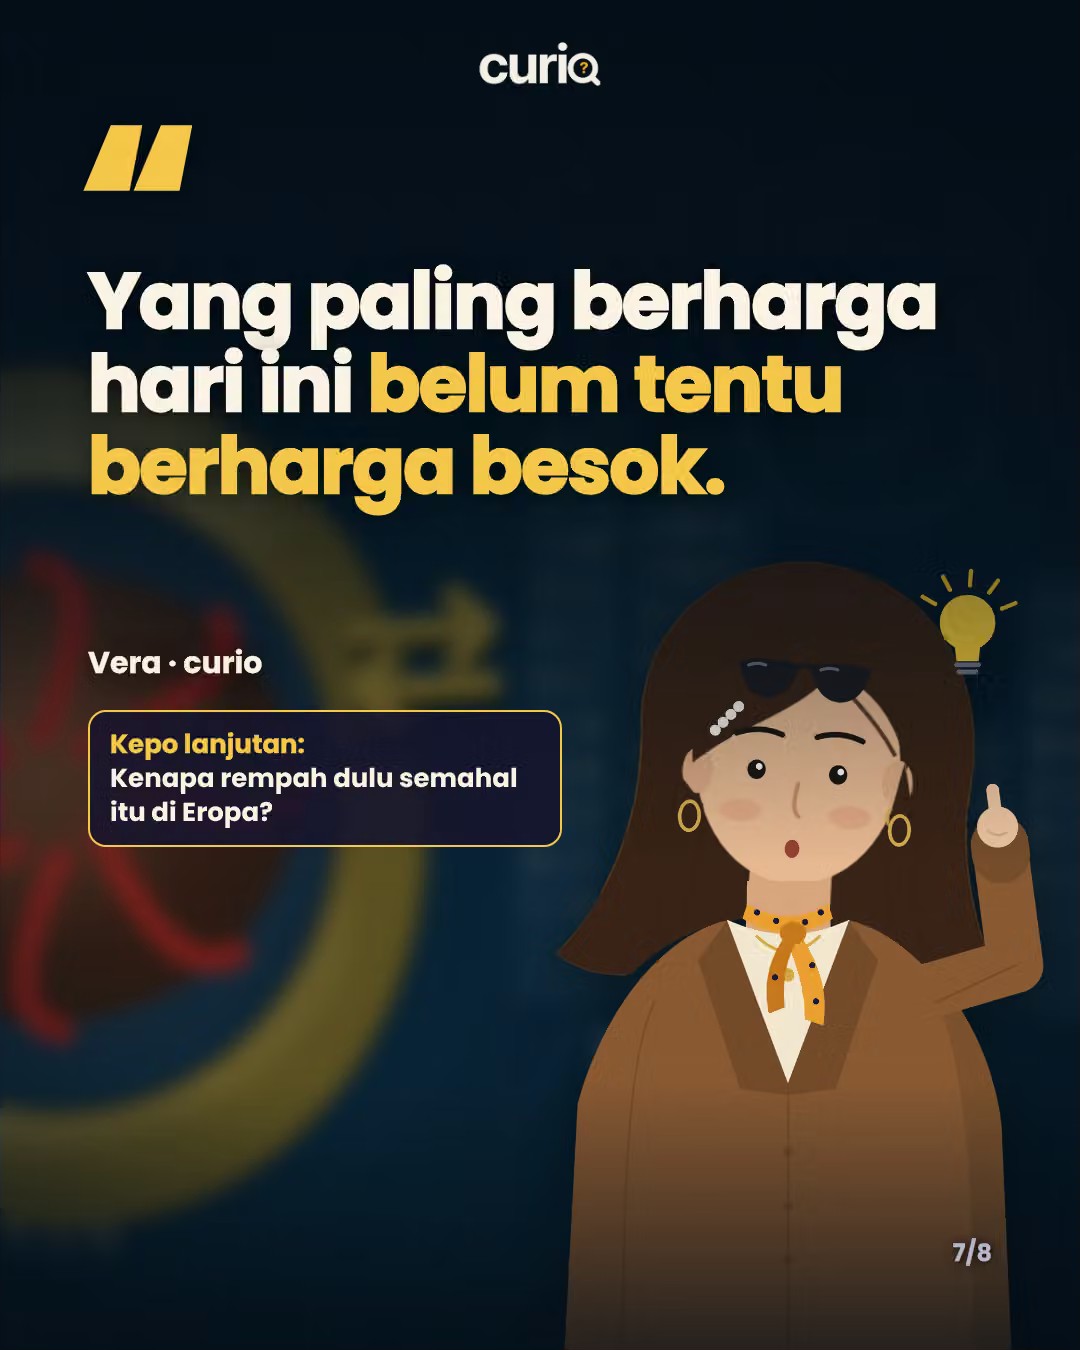 curio
Yang paling berharga
hari ini belum tentu
berharga besok.
Vera · curio
Kepo lanjutan:
Kenapa rempah dulu semahal
itu di Eropa?
7/8